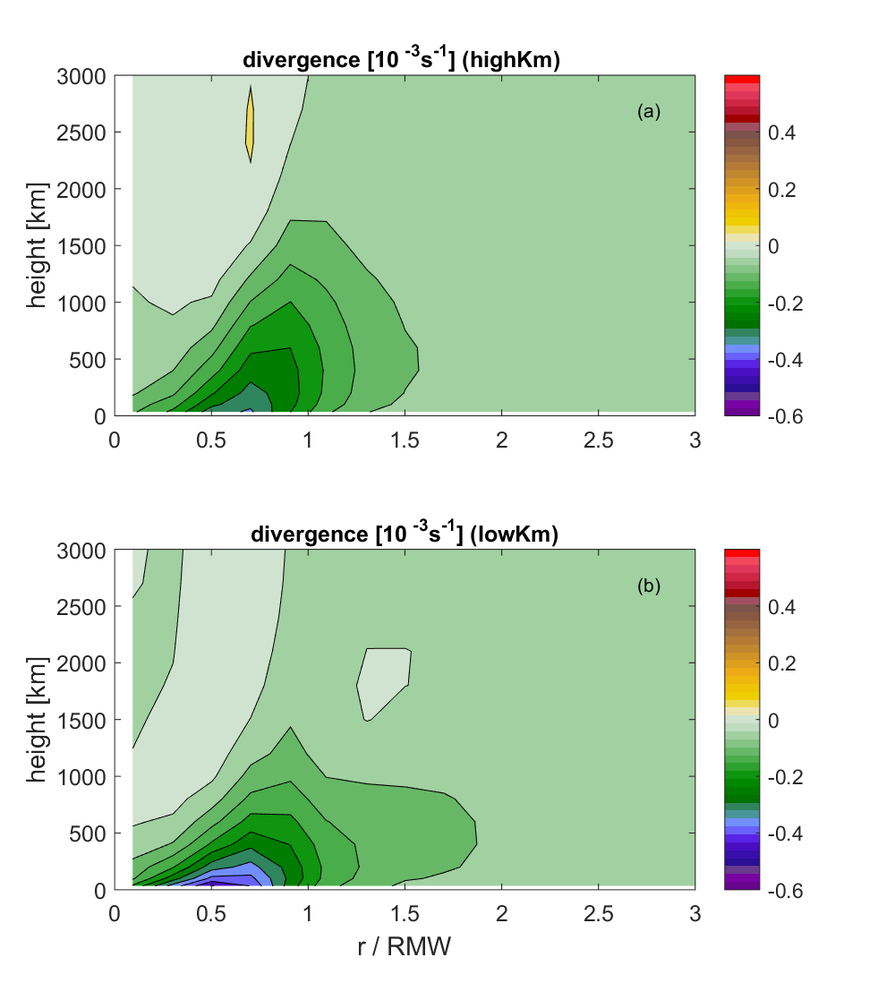 divergence [10 -3s-1] (highKm)
(a)
height [km]
3000
2500
2000
1500
1000
500
0
0 0.5 1 1.5 2 2.5 3
0.4
0.2
0
-0.2
-0.4
-0.6
divergence [10 -3s-1] (lowKm)
(b)
height [km]
3000
2500
2000
1500
1000
500
0
0 0.5 1 1.5 2 2.5 3
r / RMW
0.4
0.2
0
-0.2
-0.4
-0.6